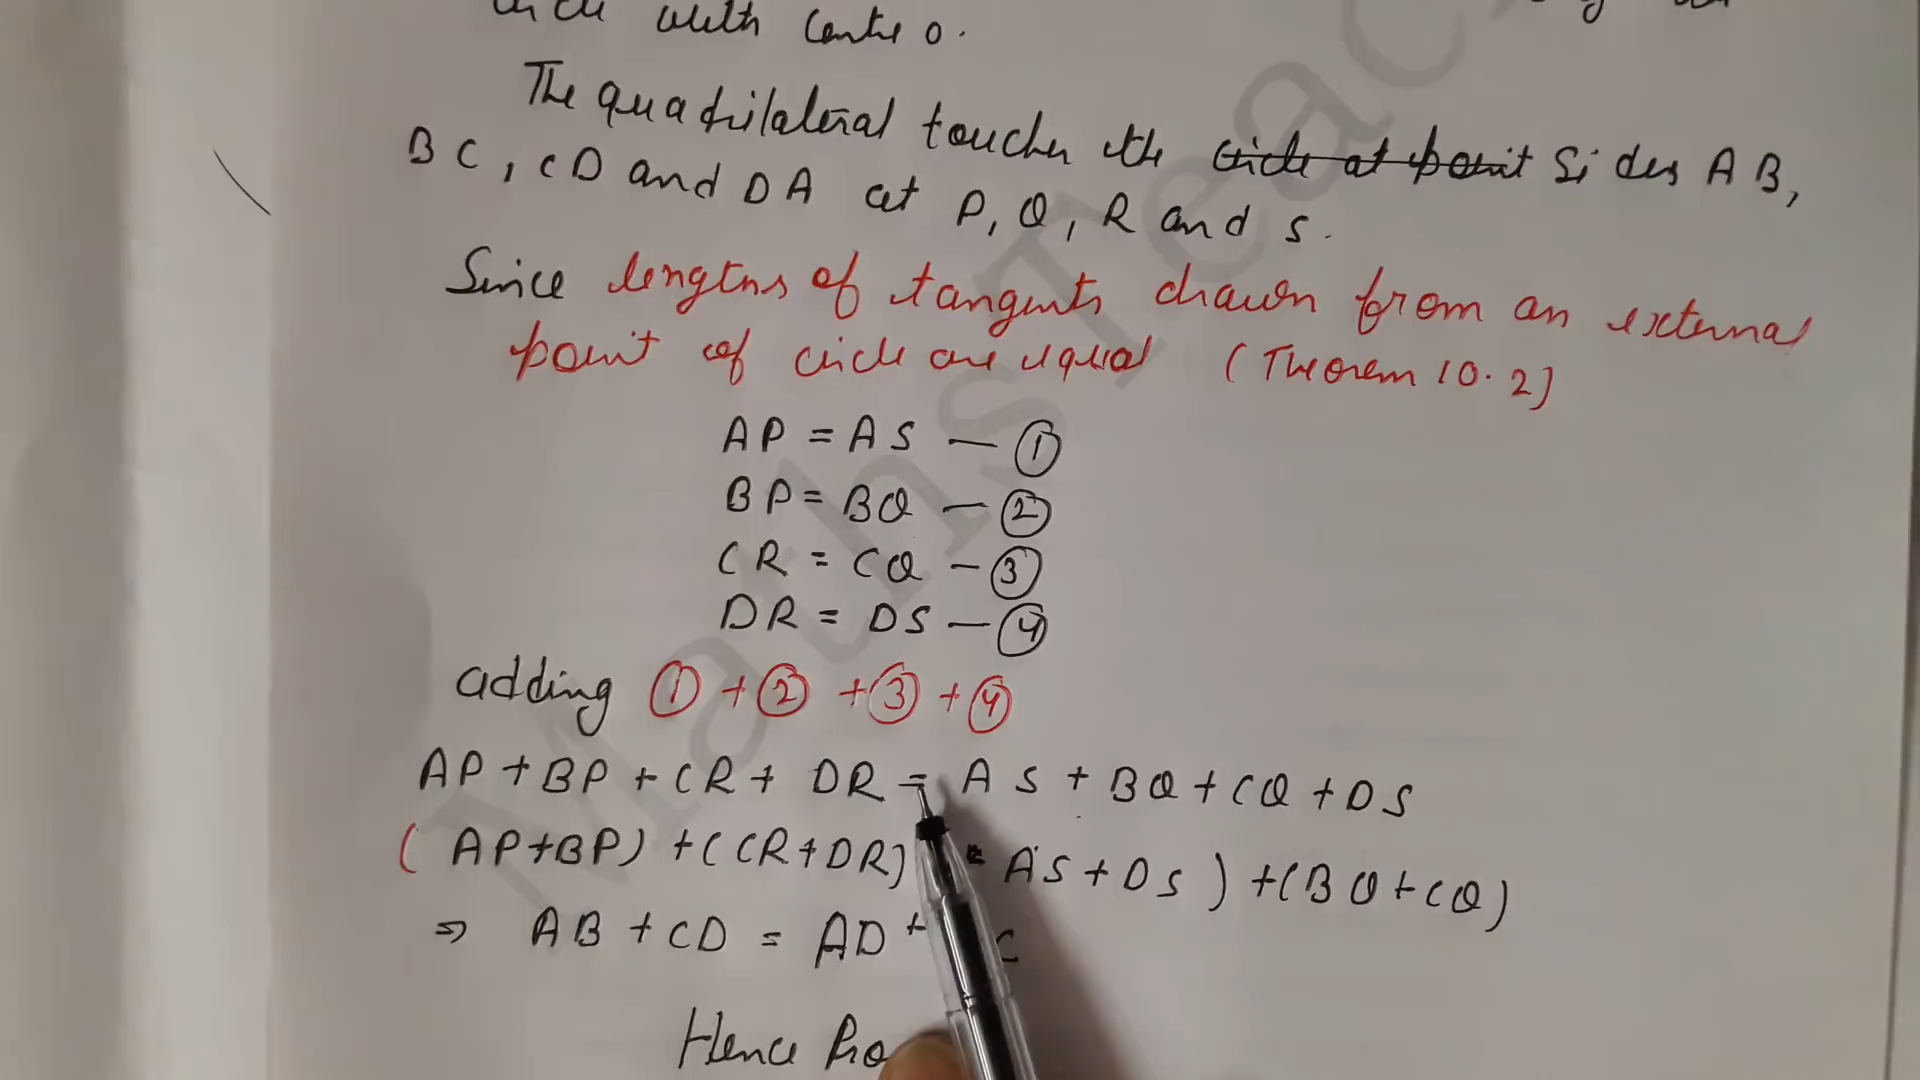 with Centre O.
The quadrilateral touches the circle at point Sides AB,
BC, CD and DA at P, Q, R and S.
Since lengths of tangents drawn from an external
point of circle are equal (Theorem 10.2)
AP = AS — ①
BP = BQ — ②
CR = CQ — ③
DR = DS — ④
adding ① + ② + ③ + ④
AP + BP + CR + DR = AS + BQ + CQ + DS
(AP+BP) + (CR+DR) = AS + DS) + (BQ + CQ)
⇒ AB + CD = AD + C
Hence Pro
Maths Teac